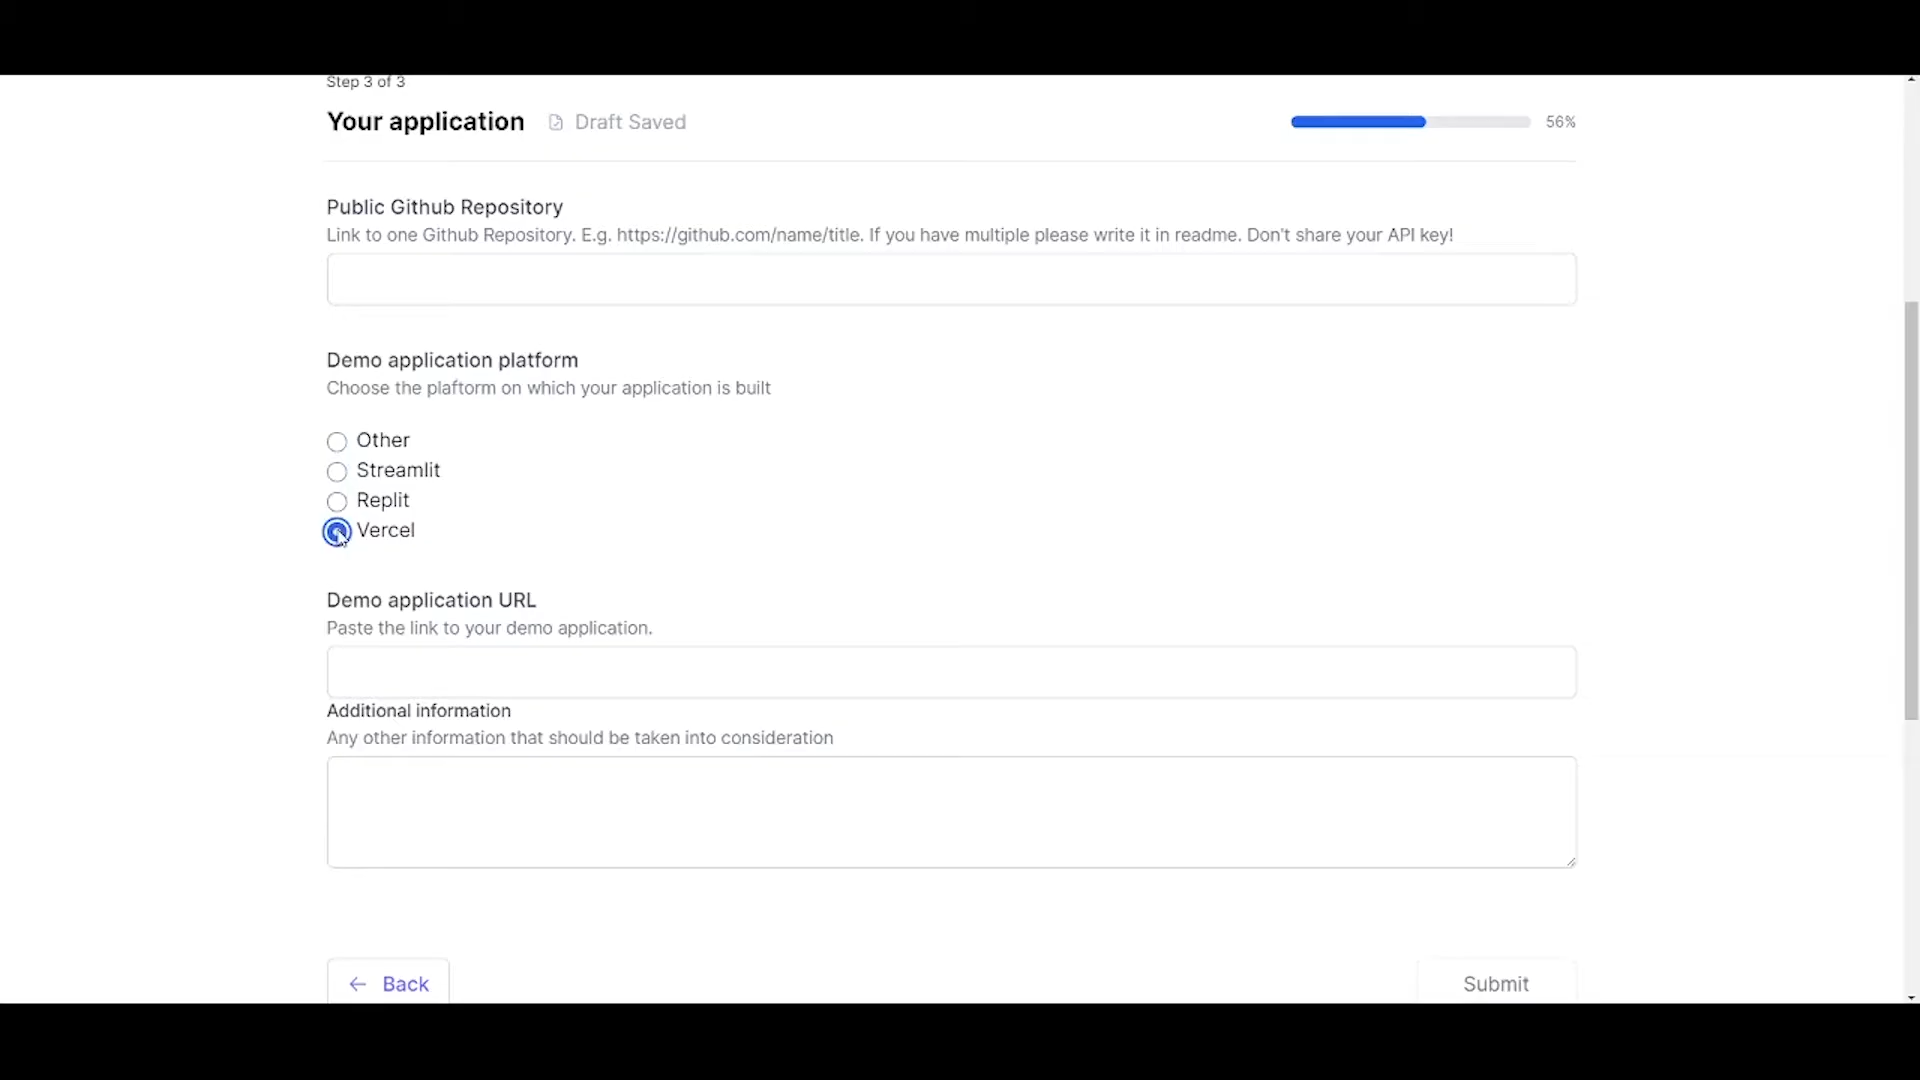 Step 3 of 3
Your application
Draft Saved
56%
Public Github Repository
Link to one Github Repository. E.g. https://github.com/name/title. If you have multiple please write it in readme. Don't share your API key!
Demo application platform
Choose the plaftorm on which your application is built
Other
Streamlit
Replit
Vercel
Demo application URL
Paste the link to your demo application.
Additional information
Any other information that should be taken into consideration
Back
Submit